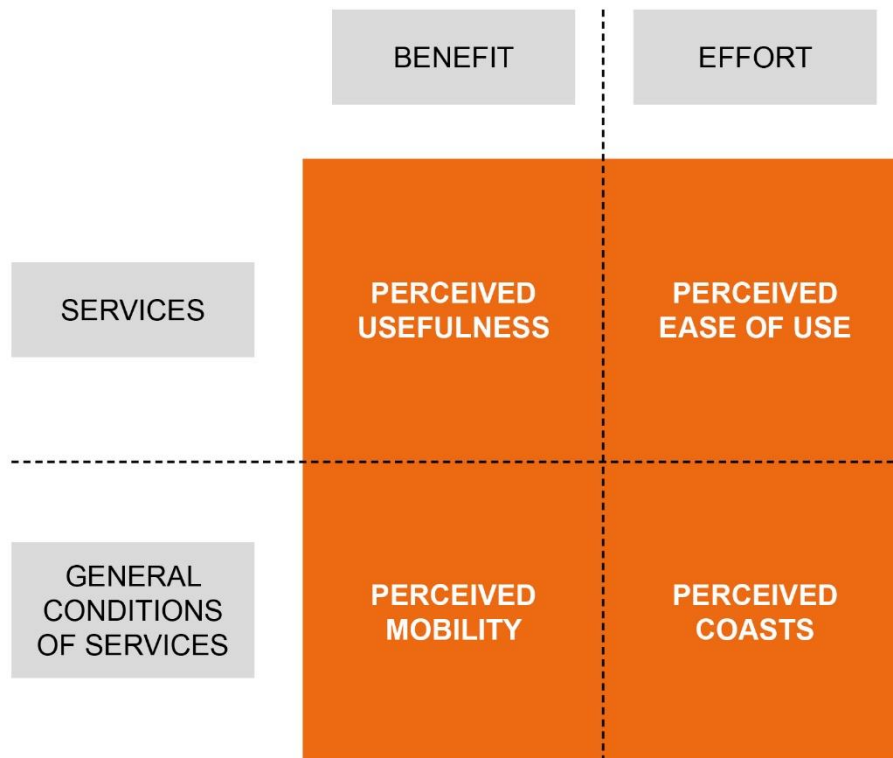 BENEFIT
EFFORT
SERVICES
PERCEIVED
USEFULNESS
PERCEIVED
EASE OF USE
GENERAL
CONDITIONS
OF SERVICES
PERCEIVED
MOBILITY
PERCEIVED
COASTS